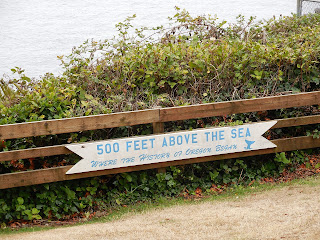 500 FEET ABOVE THE SEA
WHERE THE HISTORY OF OREGON BEGAN